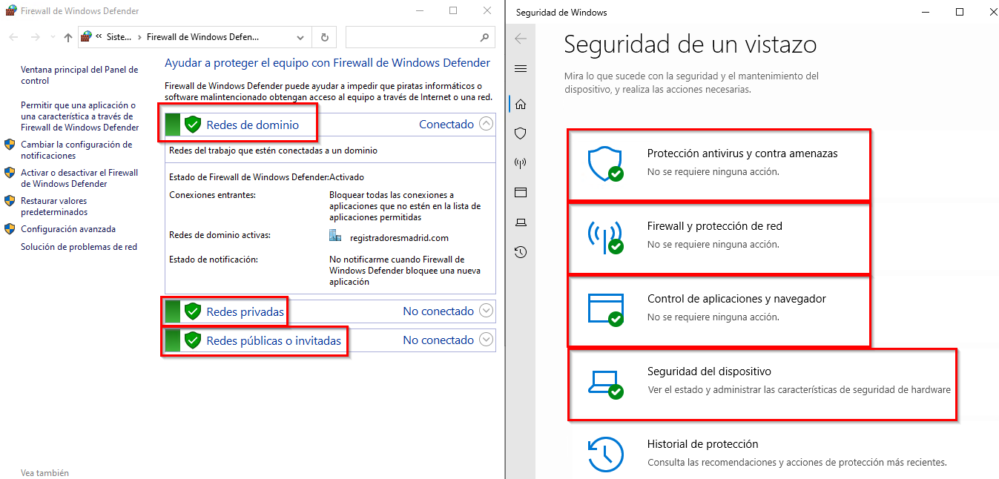 Firewall de Windows Defender
« Siste... › Firewall de Windows Defen...
Ventana principal del Panel de
control
Permitir que una aplicación o
una característica a través de
Firewall de Windows Defender
Cambiar la configuración de
notificaciones
Activar o desactivar el Firewall
de Windows Defender
Restaurar valores
predeterminados
Configuración avanzada
Solución de problemas de red
Vea también
Ayudar a proteger el equipo con Firewall de Windows Defender
Firewall de Windows Defender puede ayudar a impedir que piratas informáticos o
software malintencionado obtengan acceso al equipo a través de Internet o una red.
Redes de dominio Conectado
Redes del trabajo que estén conectadas a un dominio
Estado de Firewall de Windows Defender:Activado
Conexiones entrantes: Bloquear todas las conexiones a
aplicaciones que no estén en la lista de
aplicaciones permitidas
Redes de dominio activas: registradoresmadrid.com
Estado de notificación: No notificarme cuando Firewall de
Windows Defender bloquee una nueva
aplicación
Redes privadas No conectado
Redes públicas o invitadas No conectado
Seguridad de Windows
Seguridad de un vistazo
Mira lo que sucede con la seguridad y el mantenimiento del
dispositivo, y realiza las acciones necesarias.
Protección antivirus y contra amenazas
No se requiere ninguna acción.
Firewall y protección de red
No se requiere ninguna acción.
Control de aplicaciones y navegador
No se requiere ninguna acción.
Seguridad del dispositivo
Ver el estado y administrar las características de seguridad de hardware
Historial de protección
Consulta las recomendaciones y acciones de protección más recientes.